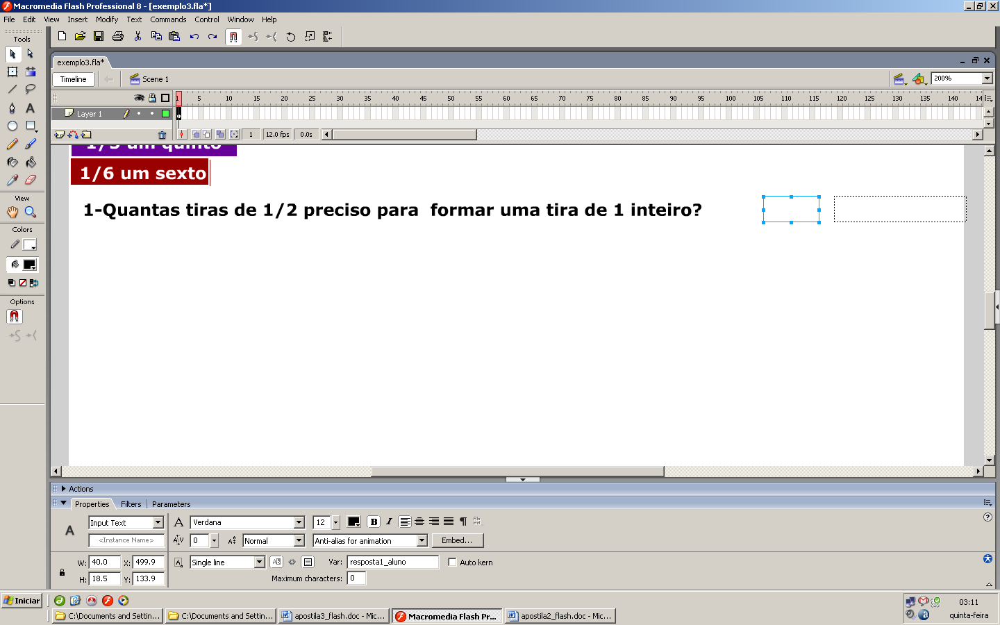 Macromedia Flash Professional 8 - [exemplo3.fla*]
File Edit View Insert Modify Text Commands Control Window Help
Tools
exemplo3.fla*
Timeline Scene 1 200%
1 5 10 15 20 25 30 35 40 45 50 55 60 65 70 75 80 85 90 95 100 105 110 115 120 125 130 135 140 14
Layer 1
1 12.0 fps 0.0s
1/5 um quinto
1/6 um sexto
View
1-Quantas tiras de 1/2 preciso para  formar uma tira de 1 inteiro?
Colors
Options
Actions
Properties Filters Parameters
A Input Text A Verdana 12 B I
<Instance Name> A/V 0 Normal Anti-alias for animation Embed...
W: 40.0 X: 499.9 Single line AB Var: resposta1_aluno Auto kern
H: 18.5 Y: 133.9 Maximum characters: 0
Iniciar
C:\Documents and Settin... C:\Documents and Settin... apostila3_flash.doc - Mic... Macromedia Flash Pr... apostila2_flash.doc - Mic...
03:11
quinta-feira